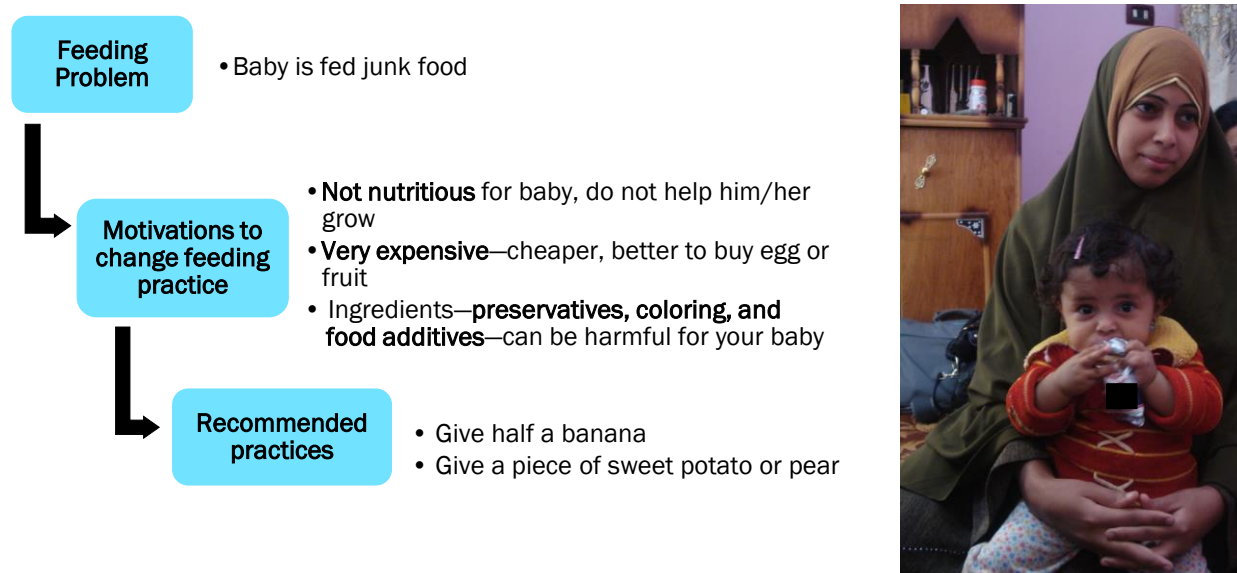 Feeding
Problem
•Baby is fed junk food
Motivations to
change feeding
practice
•Not nutritious for baby, do not help him/her
grow
•Very expensive—cheaper, better to buy egg or
fruit
• Ingredients—preservatives, coloring, and
food additives—can be harmful for your baby
Recommended
practices
• Give half a banana
• Give a piece of sweet potato or pear